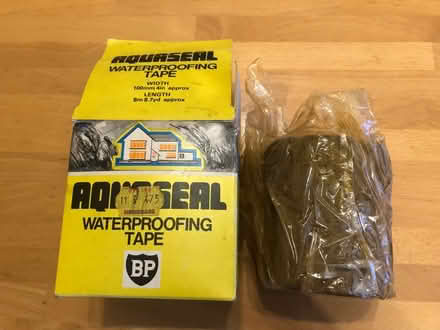 AQUASEAL
WATERPROOFING
TAPE
WIDTH
100mm 4in approx
LENGTH
8m 8.7yd approx
AQUASEAL
WATERPROOFING
TAPE
BP